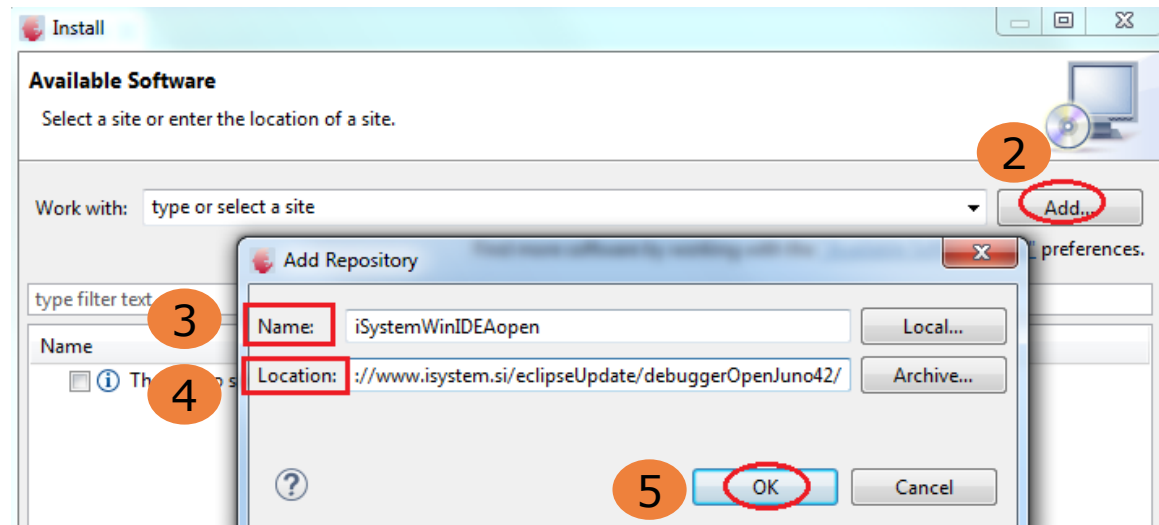 Install
Available Software
Select a site or enter the location of a site.
2
Work with: type or select a site Add...
Add Repository preferences.
type filter text
3 Name: iSystemWinIDEAopen Local...
Name
4 Location: ://www.isystem.si/eclipseUpdate/debuggerOpenJuno42/ Archive...
5 OK Cancel